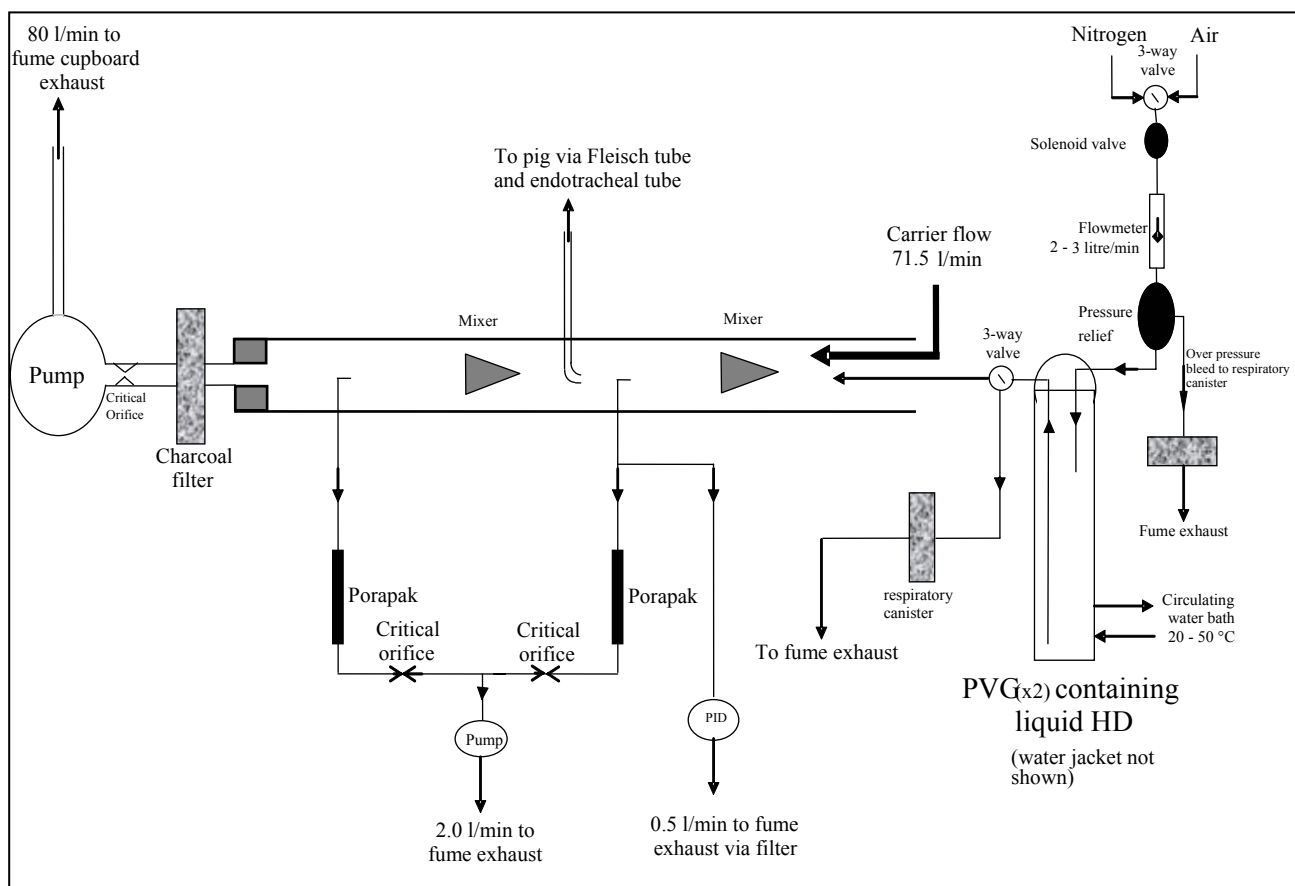 80 l/min to
fume cupboard
exhaust
Nitrogen
Air
3-way
valve
Solenoid valve
To pig via Fleisch tube
and endotracheal tube
Flowmeter
2 - 3 litre/min
Carrier flow
71.5 l/min
Pressure
relief
Mixer
Mixer
3-way
valve
Over pressure
bleed to respiratory
canister
Pump
Critical
Orifice
Charcoal
filter
Fume exhaust
Porapak
Porapak
respiratory
canister
Circulating
water bath
20 - 50 °C
Critical
orifice
Critical
orifice
To fume exhaust
PVG(x2) containing
liquid HD
(water jacket not
shown)
PID
Pump
2.0 l/min to
fume exhaust
0.5 l/min to fume
exhaust via filter